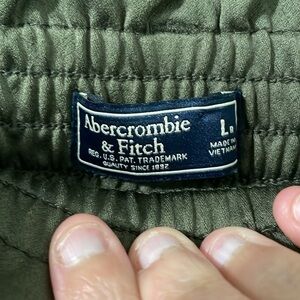 Abercrombie
& Fitch
REG. U.S. PAT. TRADEMARK
QUALITY SINCE 1892
L
MADE IN
VIETNAM